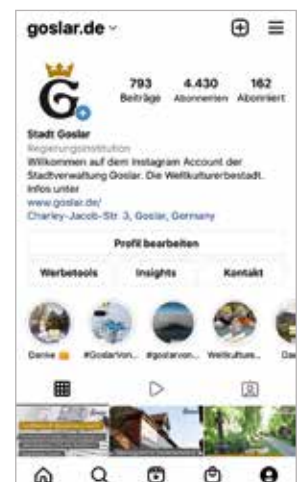 goslar.de
G
793 4.430 162
Beiträge Abonnenten Abonniert
Stadt Goslar
Regierungsinstitution
Willkommen auf dem Instagram Account der
Stadtverwaltung Goslar. Die Weltkulturerbestadt.
Infos unter
www.goslar.de/
Charley-Jacob-Str. 3, Goslar, Germany
Profil bearbeiten
Werbetools Insights Kontakt
Danke #GoslarVon... #goslarvon... Weltkulture...